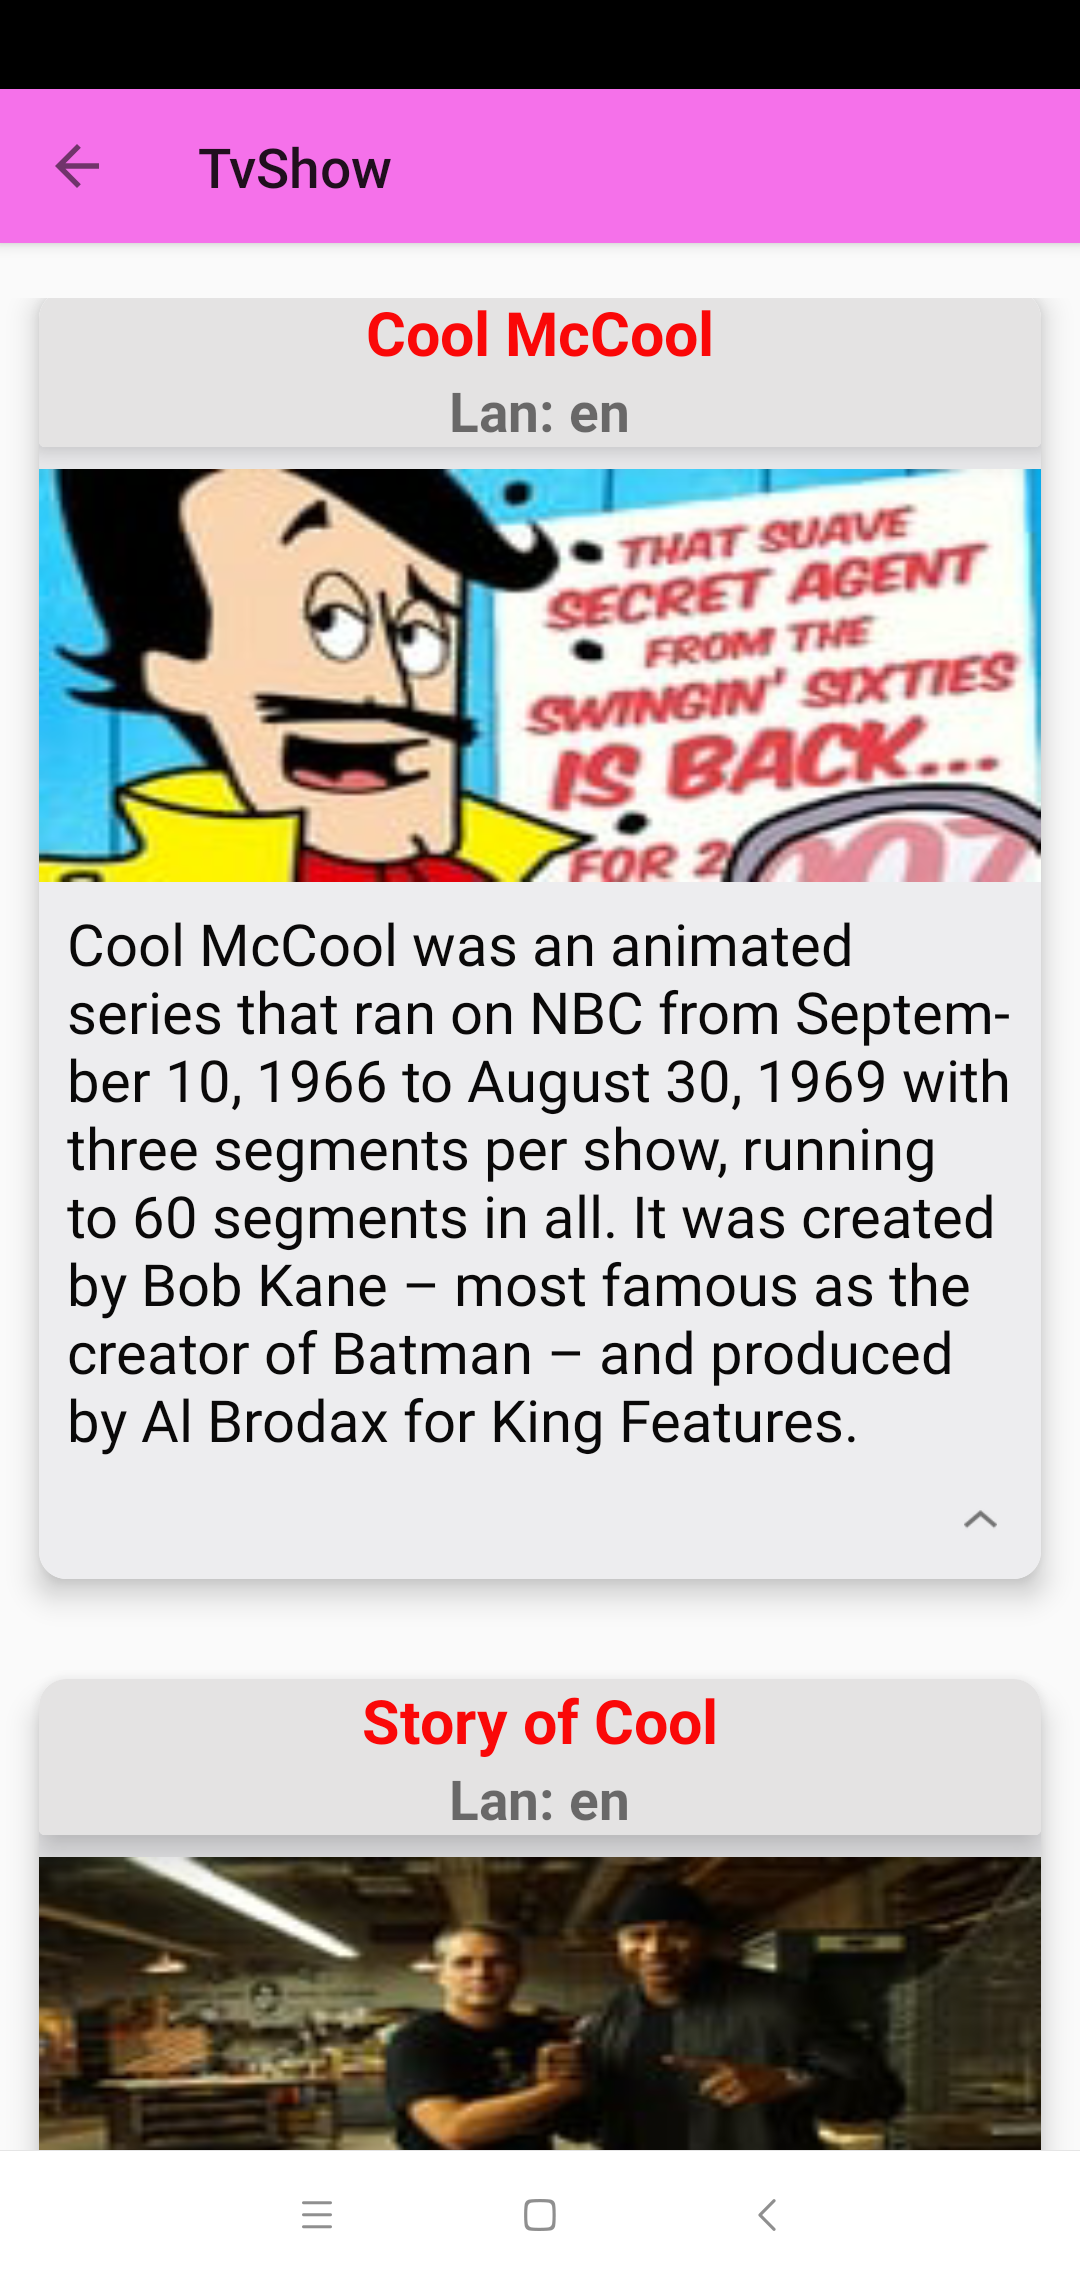 TvShow
Cool McCool
Lan: en
THAT SUAVE
SECRET AGENT
FROM THE
SWINGIN' SIXTIES
IS BACK...
FOR 2
007
Cool McCool was an animated
series that ran on NBC from Septem-
ber 10, 1966 to August 30, 1969 with
three segments per show, running
to 60 segments in all. It was created
by Bob Kane – most famous as the
creator of Batman – and produced
by Al Brodax for King Features.
Story of Cool
Lan: en